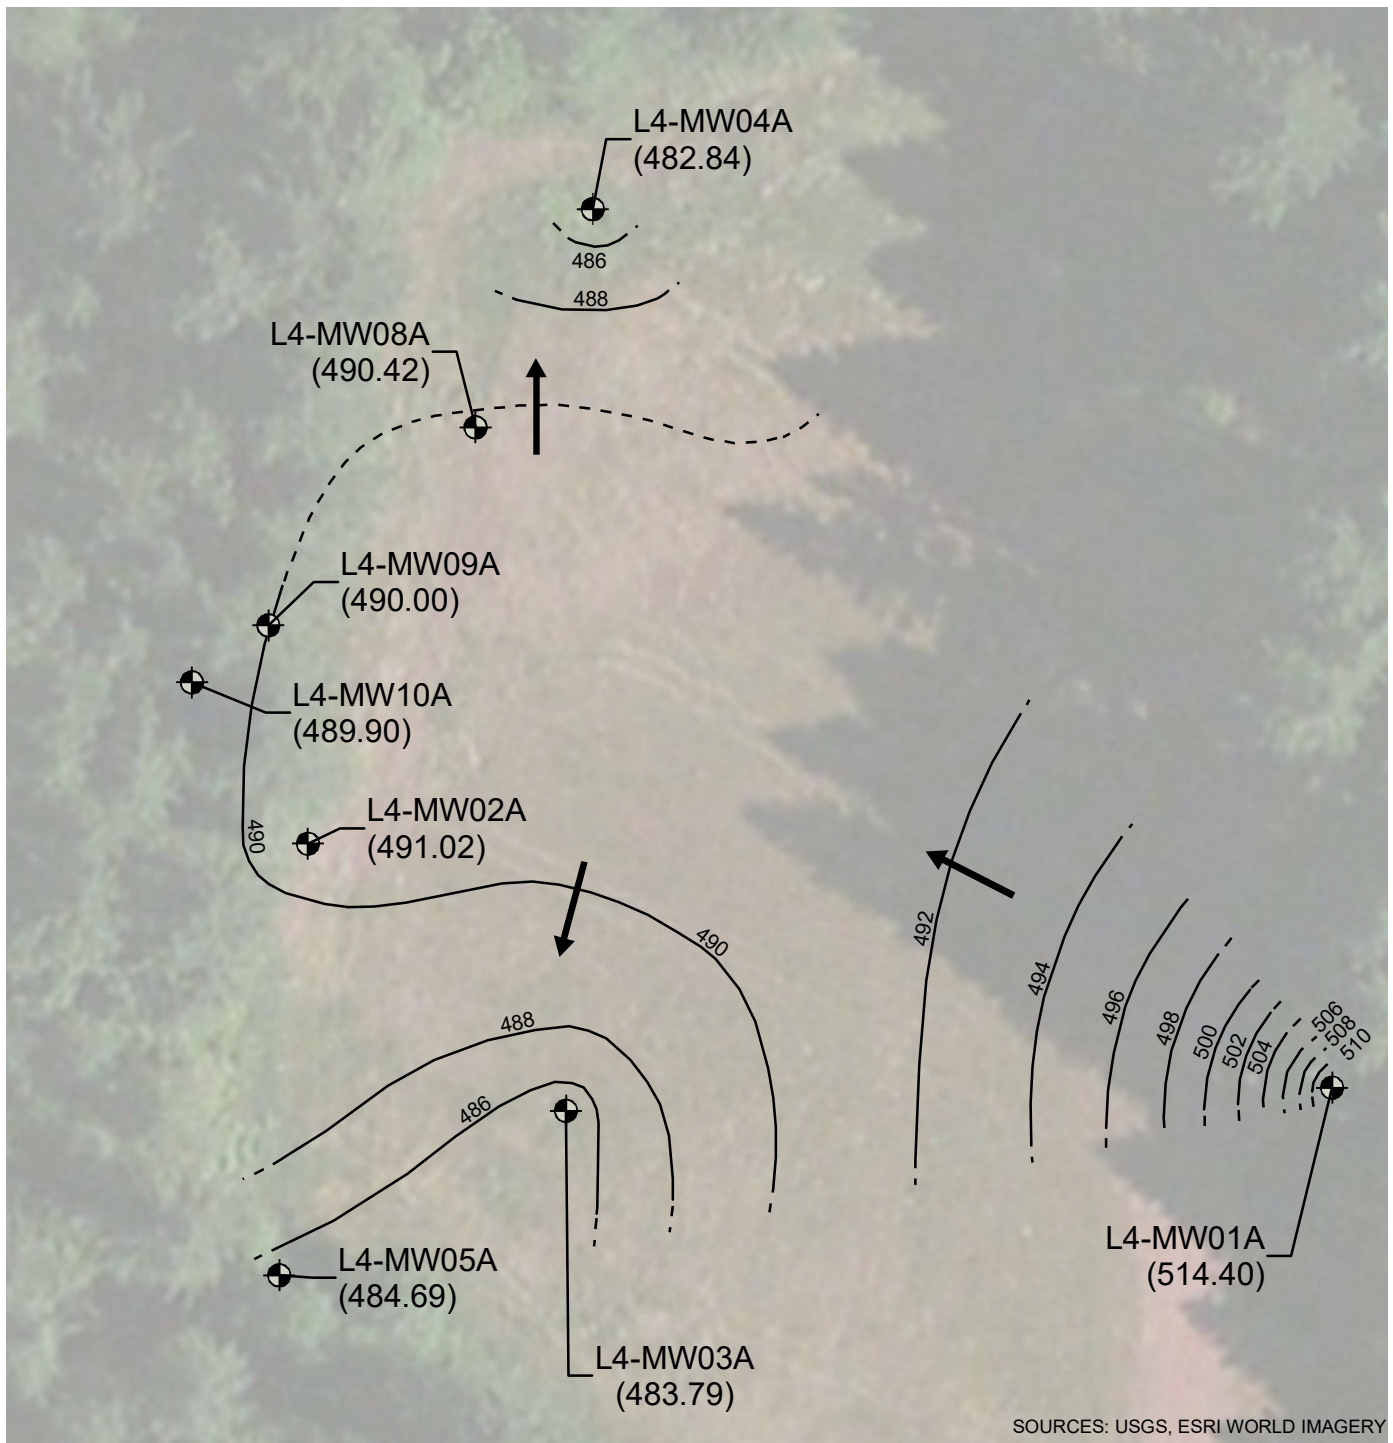 L4-MW04A
(482.84)
486
488
L4-MW08A
(490.42)
L4-MW09A
(490.00)
L4-MW10A
(489.90)
L4-MW02A
(491.02)
490
490
492
494
496
498
500
502
504
506
508
510
488
486
L4-MW01A
(514.40)
L4-MW05A
(484.69)
L4-MW03A
(483.79)
SOURCES: USGS, ESRI WORLD IMAGERY